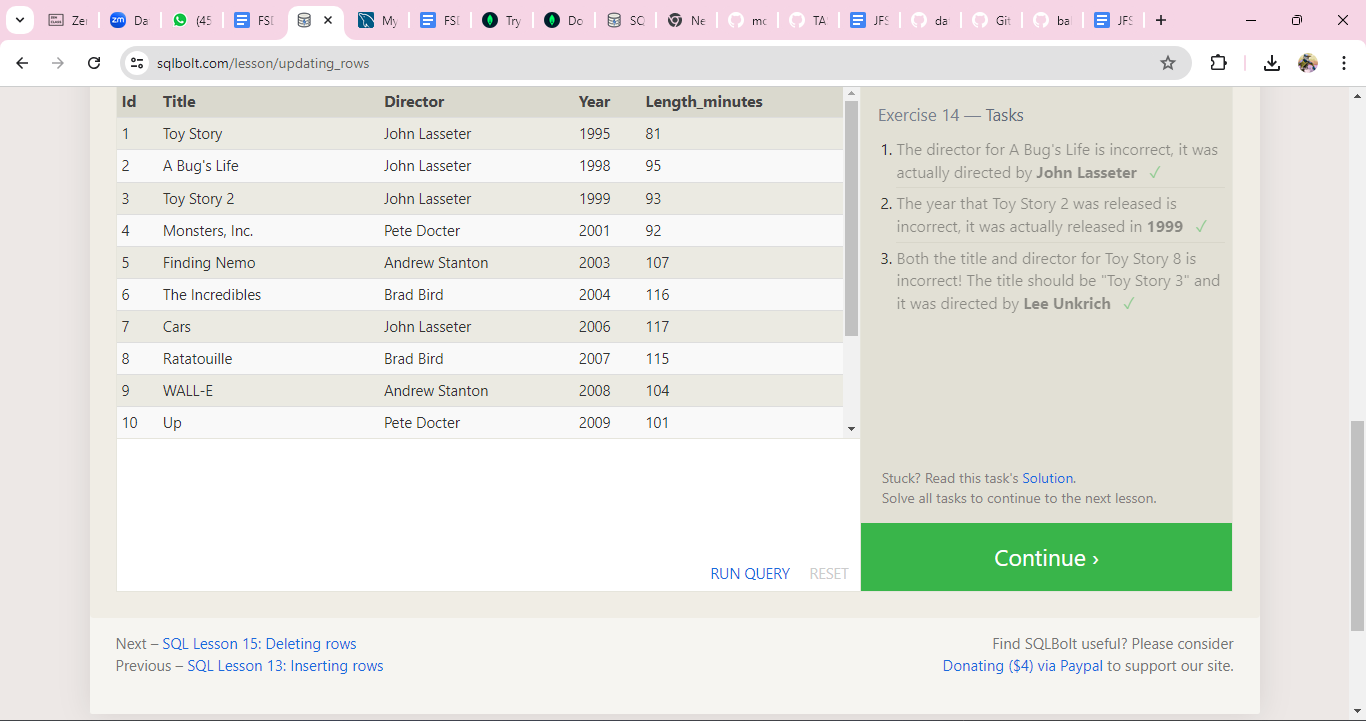 Zer
Da
(45
FSD
My
FSD
Try
Do
SQ
Ne
mc
TAS
JFS
da
Git
bal
JFS
sqlbolt.com/lesson/updating_rows
Id Title Director Year Length_minutes
1 Toy Story John Lasseter 1995 81
2 A Bug's Life John Lasseter 1998 95
3 Toy Story 2 John Lasseter 1999 93
4 Monsters, Inc. Pete Docter 2001 92
5 Finding Nemo Andrew Stanton 2003 107
6 The Incredibles Brad Bird 2004 116
7 Cars John Lasseter 2006 117
8 Ratatouille Brad Bird 2007 115
9 WALL-E Andrew Stanton 2008 104
10 Up Pete Docter 2009 101
RUN QUERY RESET
Exercise 14 — Tasks
1. The director for A Bug's Life is incorrect, it was
actually directed by John Lasseter ✓
2. The year that Toy Story 2 was released is
incorrect, it was actually released in 1999 ✓
3. Both the title and director for Toy Story 8 is
incorrect! The title should be "Toy Story 3" and
it was directed by Lee Unkrich ✓
Stuck? Read this task's Solution.
Solve all tasks to continue to the next lesson.
Continue ›
Next – SQL Lesson 15: Deleting rows
Previous – SQL Lesson 13: Inserting rows
Find SQLBolt useful? Please consider
Donating ($4) via Paypal to support our site.